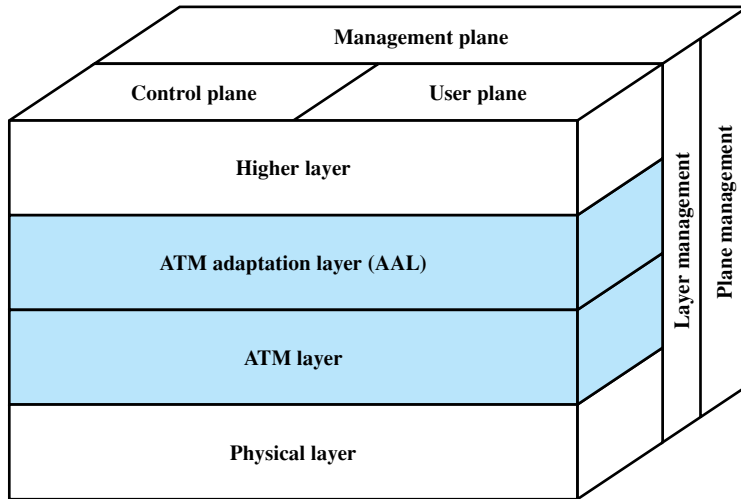 Management plane
Control plane
User plane
Higher layer
ATM adaptation layer (AAL)
ATM layer
Physical layer
Layer management
Plane management